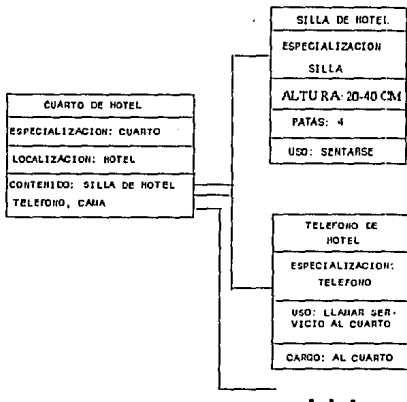 SILLA DE HOTEL
ESPECIALIZACION
SILLA
ALTURA: 20-40 CM
PATAS: 4
USO: SENTARSE
CUARTO DE HOTEL
ESPECIALIZACION: CUARTO
LOCALIZACION: HOTEL
CONTENIDO: SILLA DE HOTEL
TELEFONO, CAMA
TELEFONO DE
HOTEL
ESPECIALIZACION:
TELEFONO
USO: LLAMAR SER-
VICIO AL CUARTO
CARGO: AL CUARTO